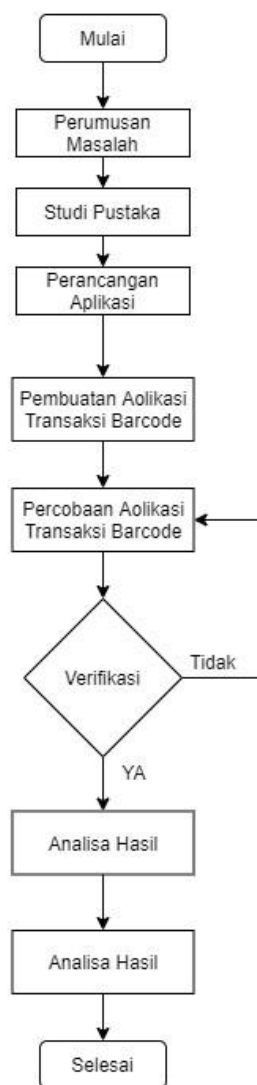 Mulai
Perumusan
Masalah
Studi Pustaka
Perancangan
Aplikasi
Pembuatan Aolikasi
Transaksi Barcode
Percobaan Aolikasi
Transaksi Barcode
Verifikasi
Tidak
YA
Analisa Hasil
Analisa Hasil
Selesai